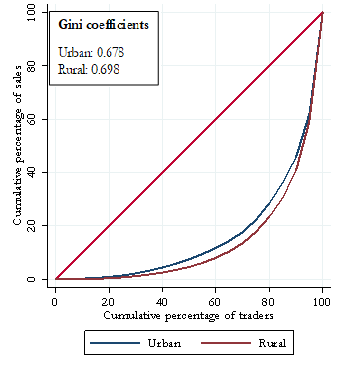 Gini coefficients
Urban: 0.673
Rural: 0.698
Cumulative percentage of sales
100
80
60
40
20
0
0 20 40 60 80 100
Cumulative percentage of traders
Urban Rural